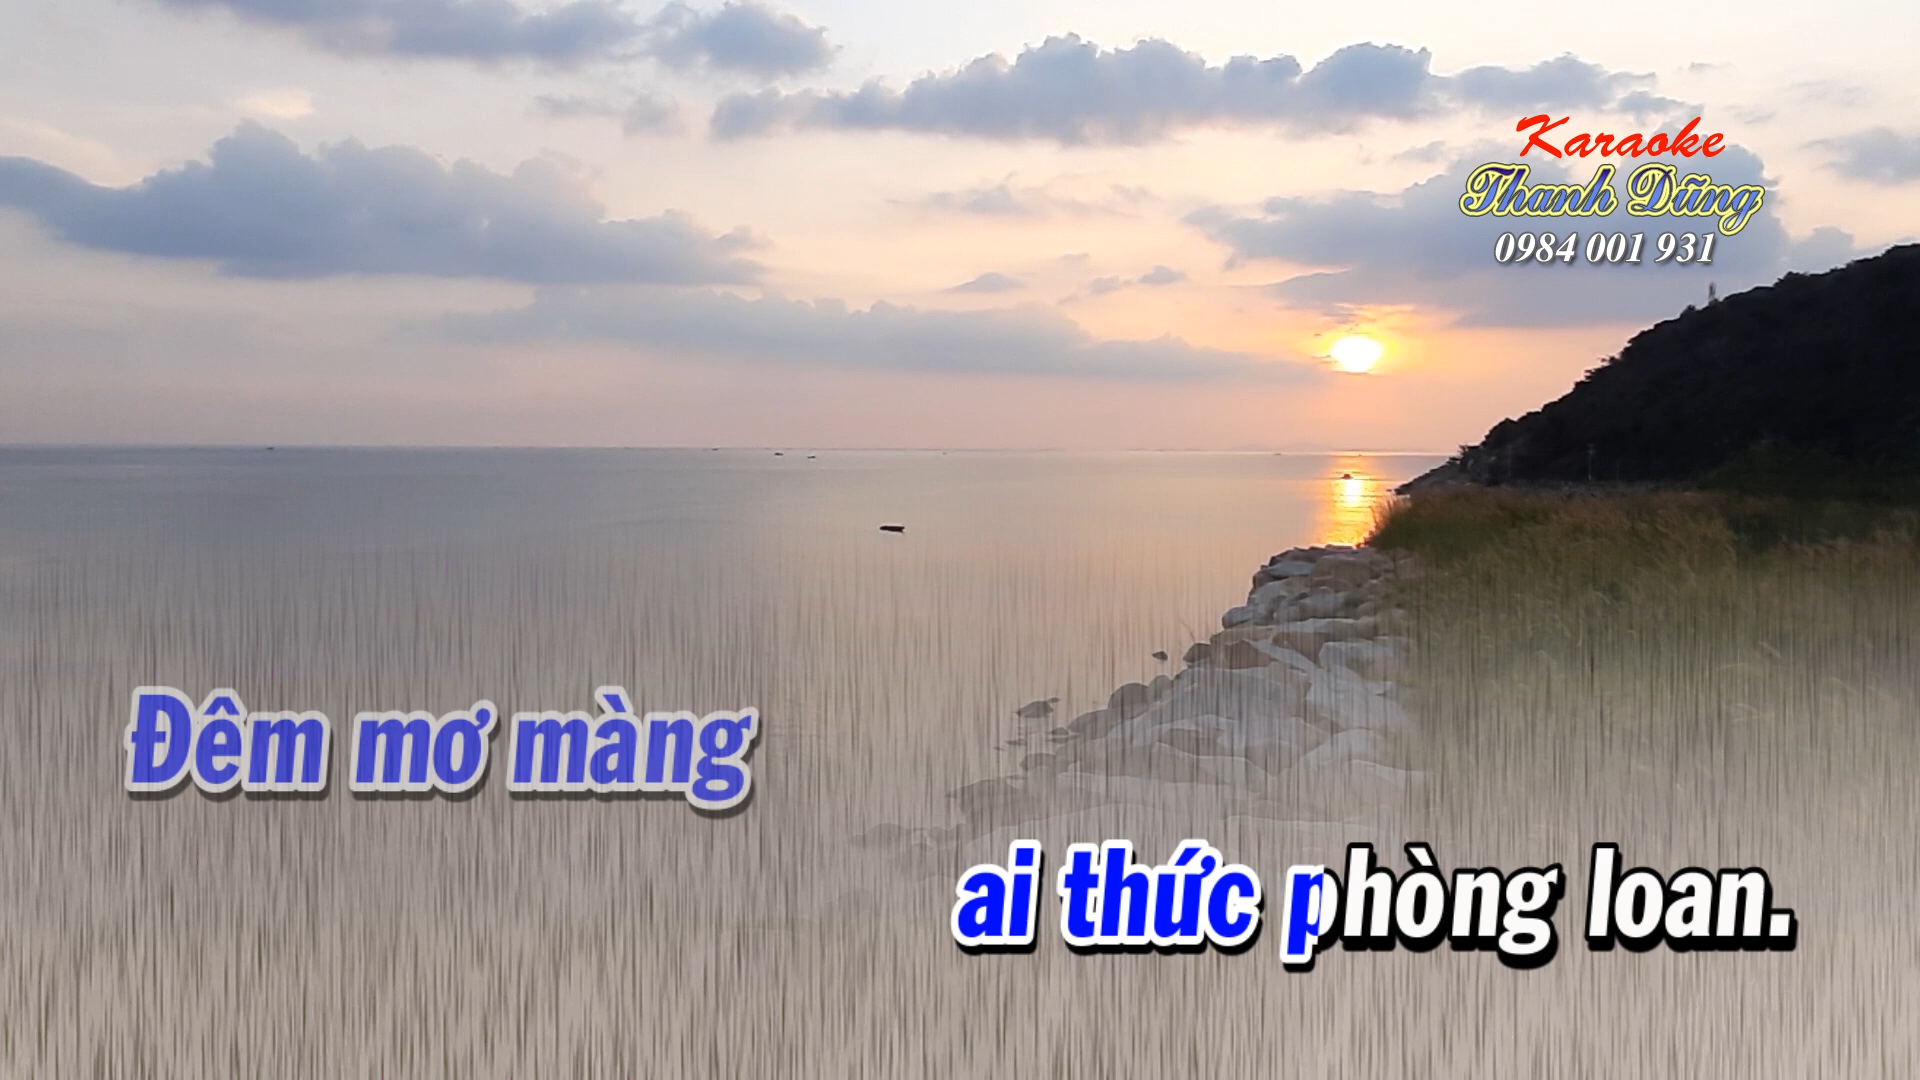 Karaoke
Thanh Dũng
0984 001 931
Đêm mơ màng
ai thức phòng loan.